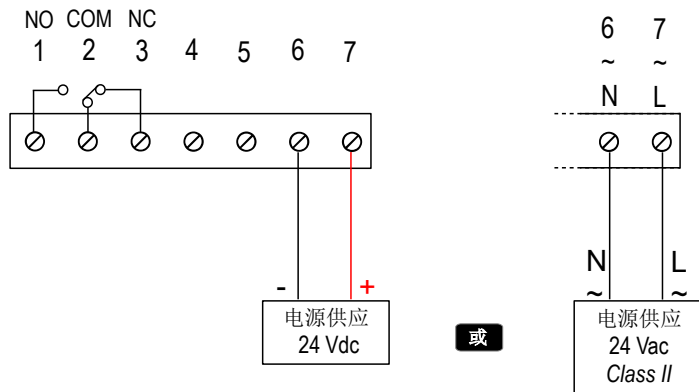 NO COM NC
1 2 3 4 5 6 7
- +
电源供应
24 Vdc
或
6 7
~ ~
N L
N L
~ ~
电源供应
24 Vac
Class II